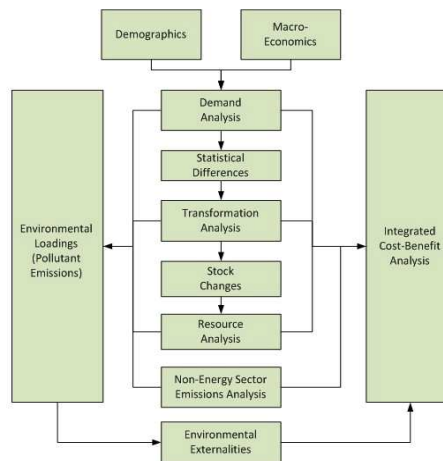 Demographics
Macro-
Economics
Demand
Analysis
Statistical
Differences
Transformation
Analysis
Stock
Changes
Resource
Analysis
Non-Energy Sector
Emissions Analysis
Environmental
Externalities
Environmental
Loadings
(Pollutant
Emissions)
Integrated
Cost-Benefit
Analysis